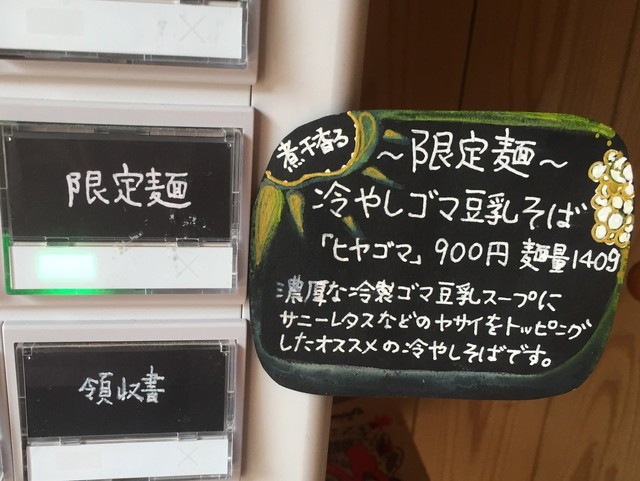 限定麺
領収書
煮干香る
～限定麺～
冷やしゴマ豆乳そば
「ヒヤゴマ」900円 麺量140g
濃厚な冷製ゴマ豆乳スープに
サニーレタスなどのヤサイをトッピング
したオススメの冷やしそばです。